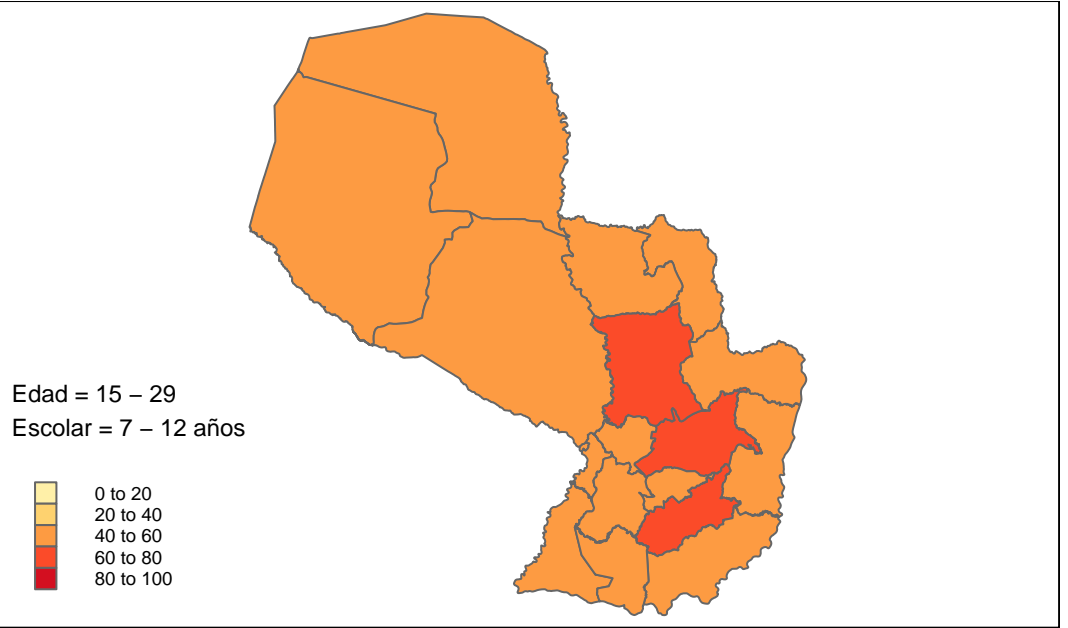 Edad = 15 − 29
Escolar = 7 − 12 años
0 to 20
20 to 40
40 to 60
60 to 80
80 to 100